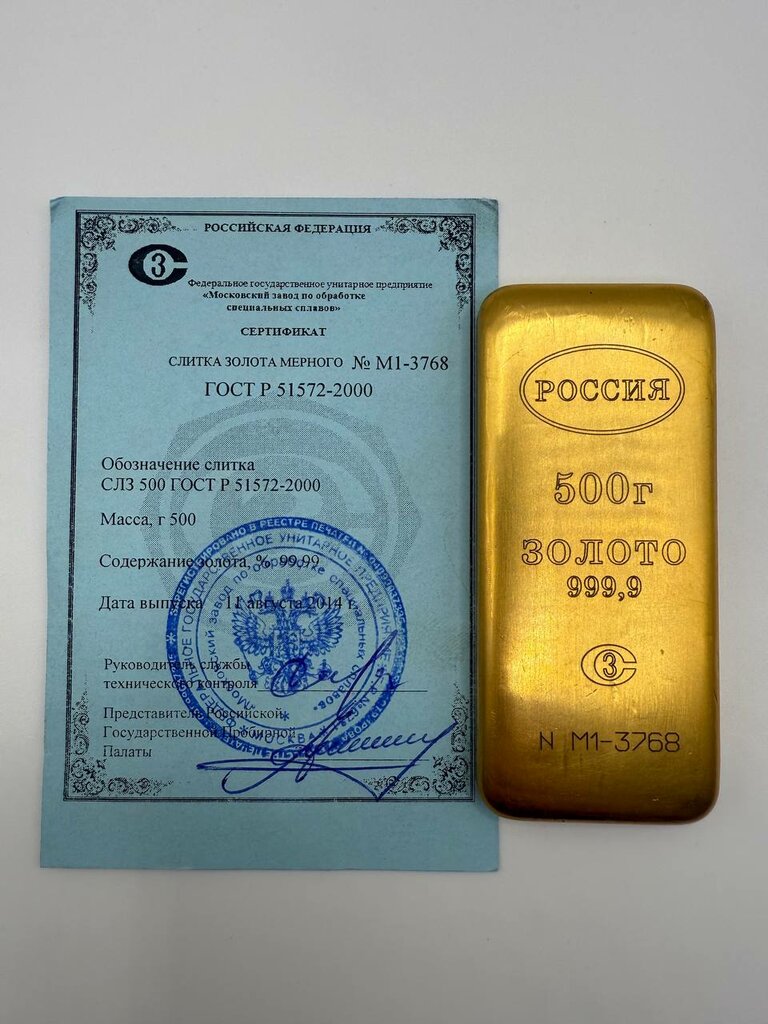 РОССИЙСКАЯ ФЕДЕРАЦИЯ
З
Федеральное государственное унитарное предприятие
«Московский завод по обработке
специальных сплавов»
СЕРТИФИКАТ
СЛИТКА ЗОЛОТА МЕРНОГО № М1-3768
ГОСТ Р 51572-2000
Обозначение слитка
СЛЗ 500 ГОСТ Р 51572-2000
Масса, г 500
Содержание золота, %, 99,99
Дата выпуска 11 августа 2014 г.
Руководитель службы
технического контроля
Представитель Российской
Государственной Пробирной
Палаты
РОССИЯ
500г
ЗОЛОТО
999,9
З
N М1-3768